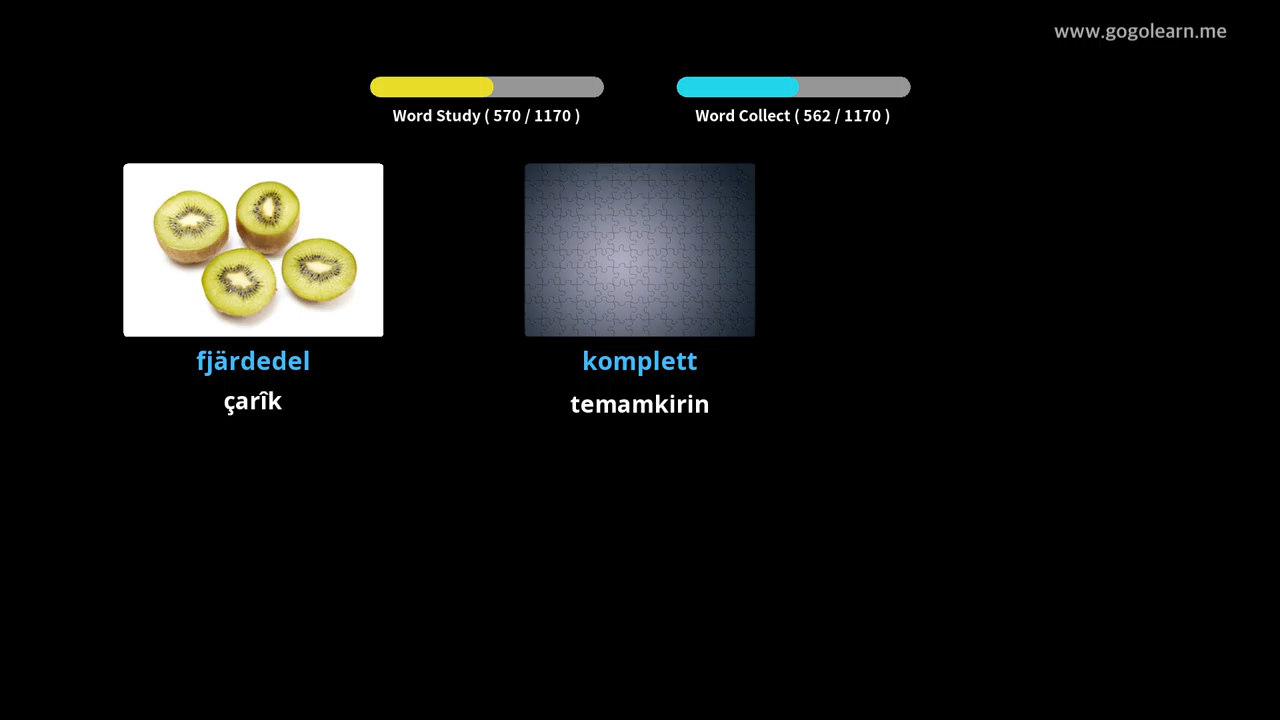 www.gogolearn.me
Word Study ( 570 / 1170 )
Word Collect ( 562 / 1170 )
fjärdedel
çarîk
komplett
temamkirin